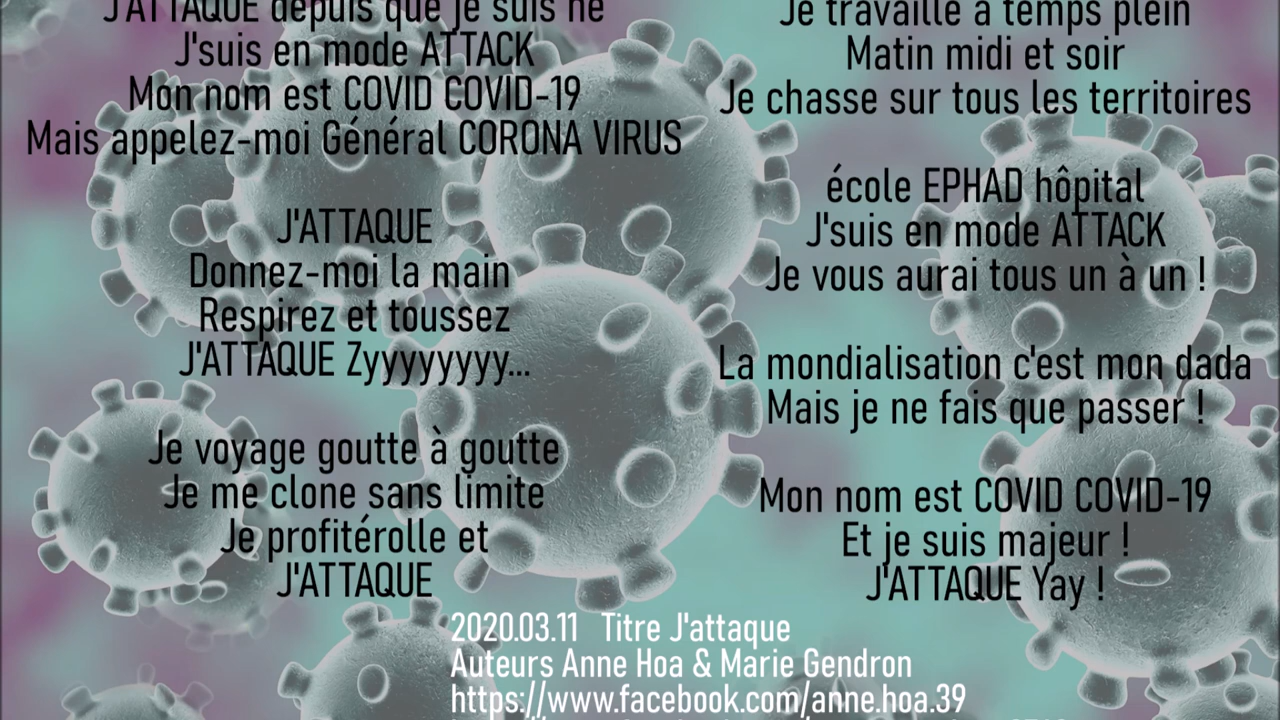 J'ATTAQUE depuis que je suis né
J'suis en mode ATTACK
Mon nom est COVID COVID-19
Mais appelez-moi Général CORONA VIRUS
J'ATTAQUE
Donnez-moi la main
Respirez et toussez
J'ATTAQUE Zyyyyyyyy...
Je voyage goutte à goutte
Je me clone sans limite
Je profitérolle et
J'ATTAQUE
Je travaille à temps plein
Matin midi et soir
Je chasse sur tous les territoires
école EPHAD hôpital
J'suis en mode ATTACK
Je vous aurai tous un à un !
La mondialisation c'est mon dada
Mais je ne fais que passer !
Mon nom est COVID COVID-19
Et je suis majeur !
J'ATTAQUE Yay !
2020.03.11 Titre J'attaque
Auteurs Anne Hoa & Marie Gendron
https://www.facebook.com/anne.hoa.39